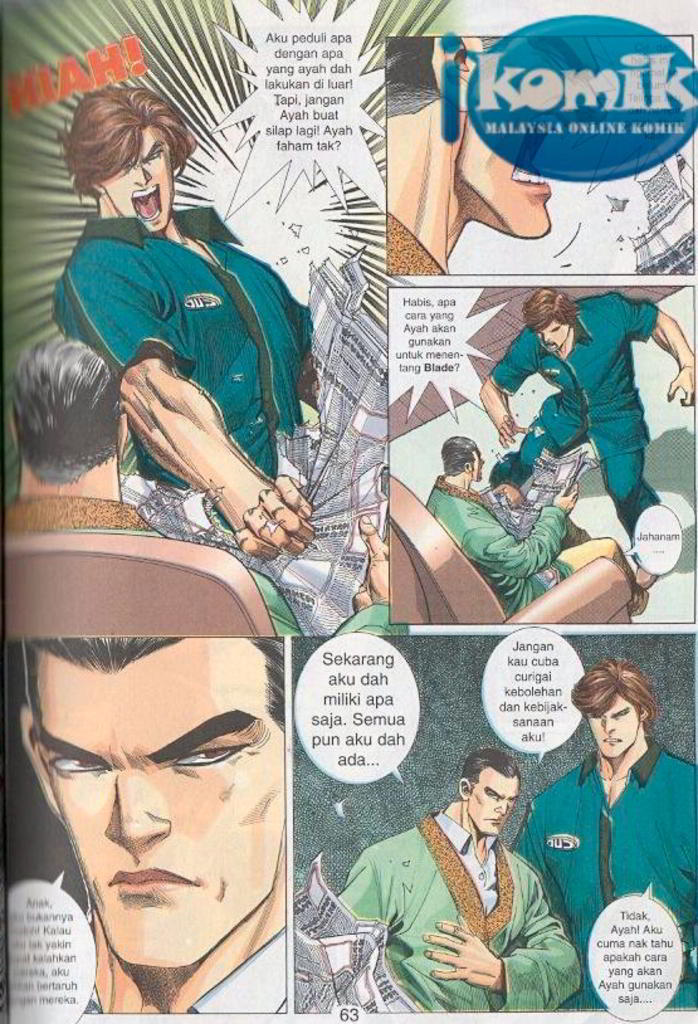 HIAH!
Aku peduli apa
dengan apa
yang ayah dah
lakukan di luar!
Tapi, jangan
Ayah buat
silap lagi! Ayah
faham tak?
komik
MALAYSIA ONLINE KOMIK
Habis, apa
cara yang
Ayah akan
gunakan
untuk menen-
tang Blade?
Jahanam
....
Anak,
bukannya
Kalau
tak yakin
kalahkan
aku
bertaruh
mereka.
Sekarang
aku dah
miliki apa
saja. Semua
pun aku dah
ada...
Jangan
kau cuba
curigai
kebolehan
dan kebijak-
sanaan
aku!
Tidak,
Ayah! Aku
cuma nak tahu
apakah cara
yang akan
Ayah gunakan
saja....
63